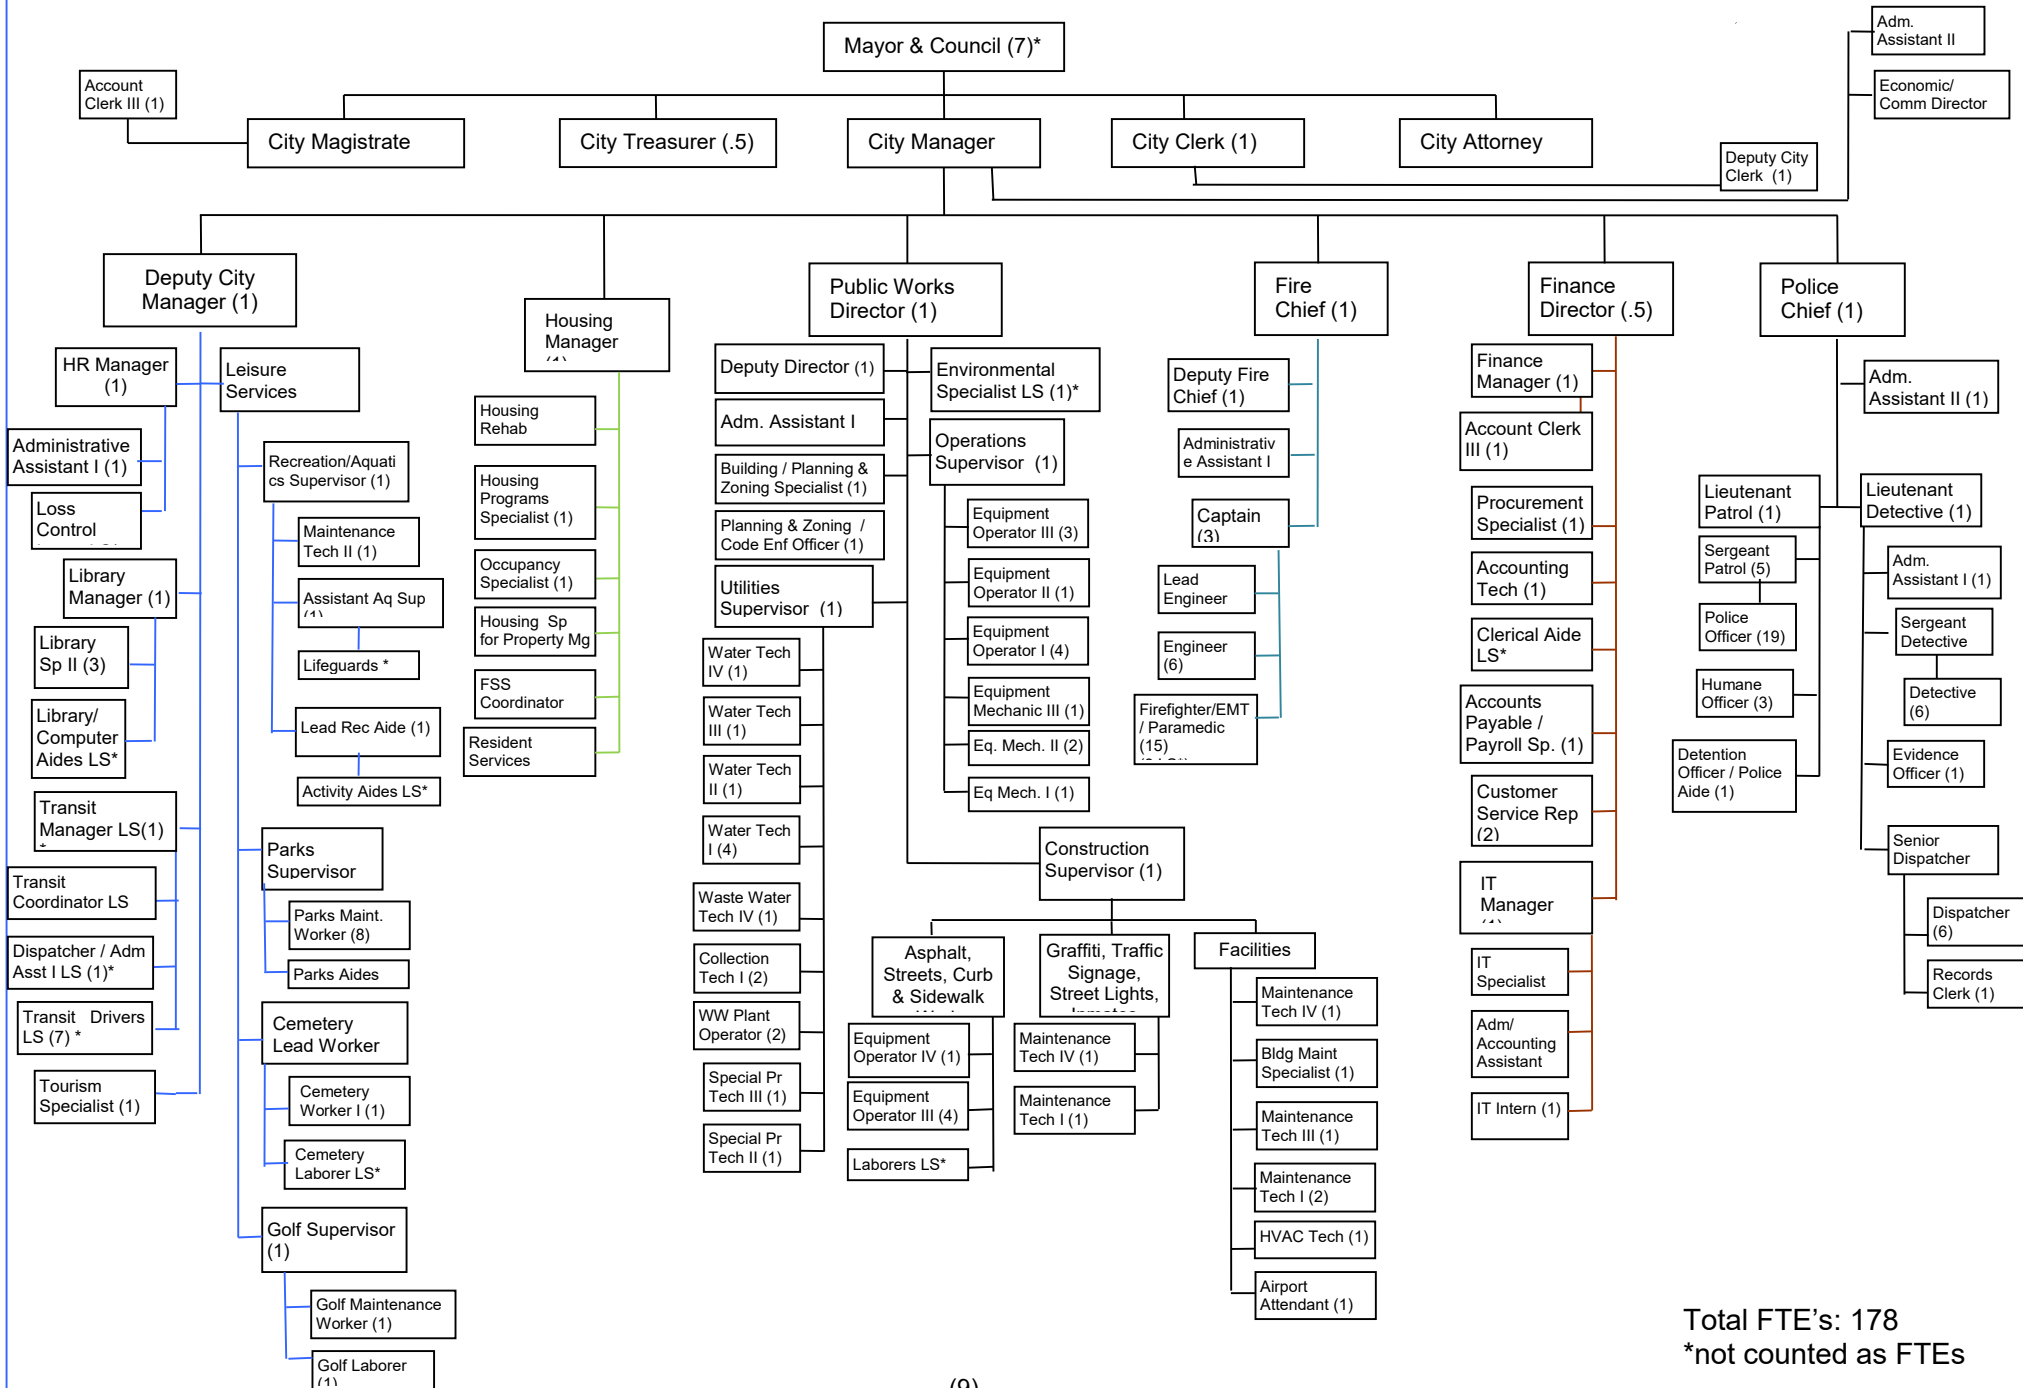 Mayor & Council (7)*
Adm.
Assistant II
Economic/
Comm Director
Account
Clerk III (1)
City Magistrate
City Treasurer (.5)
City Manager
City Clerk (1)
City Attorney
Deputy City
Clerk (1)
Deputy City
Manager (1)
HR Manager
(1)
Administrative
Assistant I (1)
Loss
Control
Library
Manager (1)
Library
Sp II (3)
Library/
Computer
Aides LS*
Transit
Manager LS(1)
*
Transit
Coordinator LS
Dispatcher / Adm
Asst I LS (1)*
Transit Drivers
LS (7) *
Tourism
Specialist (1)
Leisure
Services
Recreation/Aquati
cs Supervisor (1)
Maintenance
Tech II (1)
Assistant Aq Sup
(1)
Lifeguards *
Lead Rec Aide (1)
Activity Aides LS*
Parks
Supervisor
Parks Maint.
Worker (8)
Parks Aides
Cemetery
Lead Worker
Cemetery
Worker I (1)
Cemetery
Laborer LS*
Golf Supervisor
(1)
Golf Maintenance
Worker (1)
Golf Laborer
(1)
Housing
Manager
(1)
Housing
Rehab
Housing
Programs
Specialist (1)
Occupancy
Specialist (1)
Housing Sp
for Property Mg
FSS
Coordinator
Resident
Services
Public Works
Director (1)
Deputy Director (1)
Adm. Assistant I
Building / Planning &
Zoning Specialist (1)
Planning & Zoning /
Code Enf Officer (1)
Utilities
Supervisor (1)
Water Tech
IV (1)
Water Tech
III (1)
Water Tech
II (1)
Water Tech
I (4)
Waste Water
Tech IV (1)
Collection
Tech I (2)
WW Plant
Operator (2)
Special Pr
Tech III (1)
Special Pr
Tech II (1)
Environmental
Specialist LS (1)*
Operations
Supervisor (1)
Equipment
Operator III (3)
Equipment
Operator II (1)
Equipment
Operator I (4)
Equipment
Mechanic III (1)
Eq. Mech. II (2)
Eq Mech. I (1)
Construction
Supervisor (1)
Asphalt,
Streets, Curb
& Sidewalk
Equipment
Operator IV (1)
Equipment
Operator III (4)
Laborers LS*
Graffiti, Traffic
Signage,
Street Lights,
Inmates
Maintenance
Tech IV (1)
Maintenance
Tech I (1)
Facilities
Maintenance
Tech IV (1)
Bldg Maint
Specialist (1)
Maintenance
Tech III (1)
Maintenance
Tech I (2)
HVAC Tech (1)
Airport
Attendant (1)
Fire
Chief (1)
Deputy Fire
Chief (1)
Administrativ
e Assistant I
Captain
(3)
Lead
Engineer
Engineer
(6)
Firefighter/EMT
/ Paramedic
(15)
Finance
Director (.5)
Finance
Manager (1)
Account Clerk
III (1)
Procurement
Specialist (1)
Accounting
Tech (1)
Clerical Aide
LS*
Accounts
Payable /
Payroll Sp. (1)
Customer
Service Rep
(2)
IT
Manager
(1)
IT
Specialist
Adm/
Accounting
Assistant
IT Intern (1)
Police
Chief (1)
Adm.
Assistant II (1)
Lieutenant
Patrol (1)
Sergeant
Patrol (5)
Police
Officer (19)
Humane
Officer (3)
Detention
Officer / Police
Aide (1)
Lieutenant
Detective (1)
Adm.
Assistant I (1)
Sergeant
Detective
Detective
(6)
Evidence
Officer (1)
Senior
Dispatcher
Dispatcher
(6)
Records
Clerk (1)
Total FTE’s: 178
*not counted as FTEs
(9)